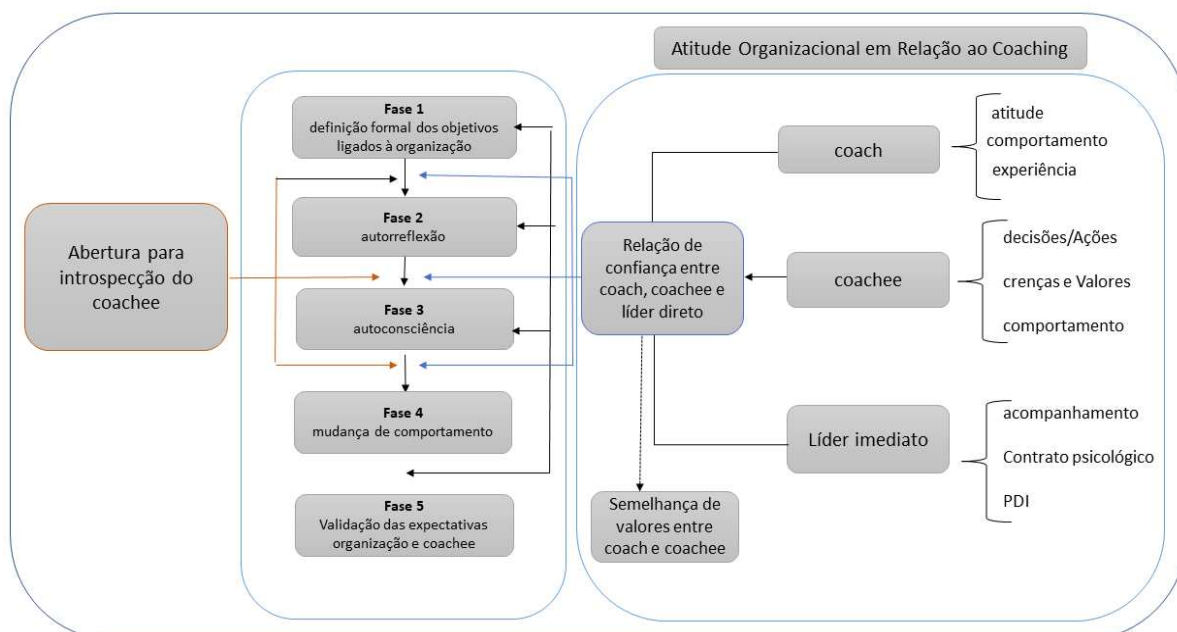 Atitude Organizacional em Relação ao Coaching
Abertura para
introspecção do
coachee
Fase 1
definição formal dos objetivos
ligados à organização
Fase 2
autorreflexão
Fase 3
autoconsciência
Fase 4
mudança de comportamento
Fase 5
Validação das expectativas
organização e coachee
Relação de
confiança entre
coach, coachee e
líder direto
Semelhança de
valores entre
coach e coachee
coach
atitude
comportamento
experiência
coachee
decisões/Ações
crenças e Valores
comportamento
Líder imediato
acompanhamento
Contrato psicológico
PDI